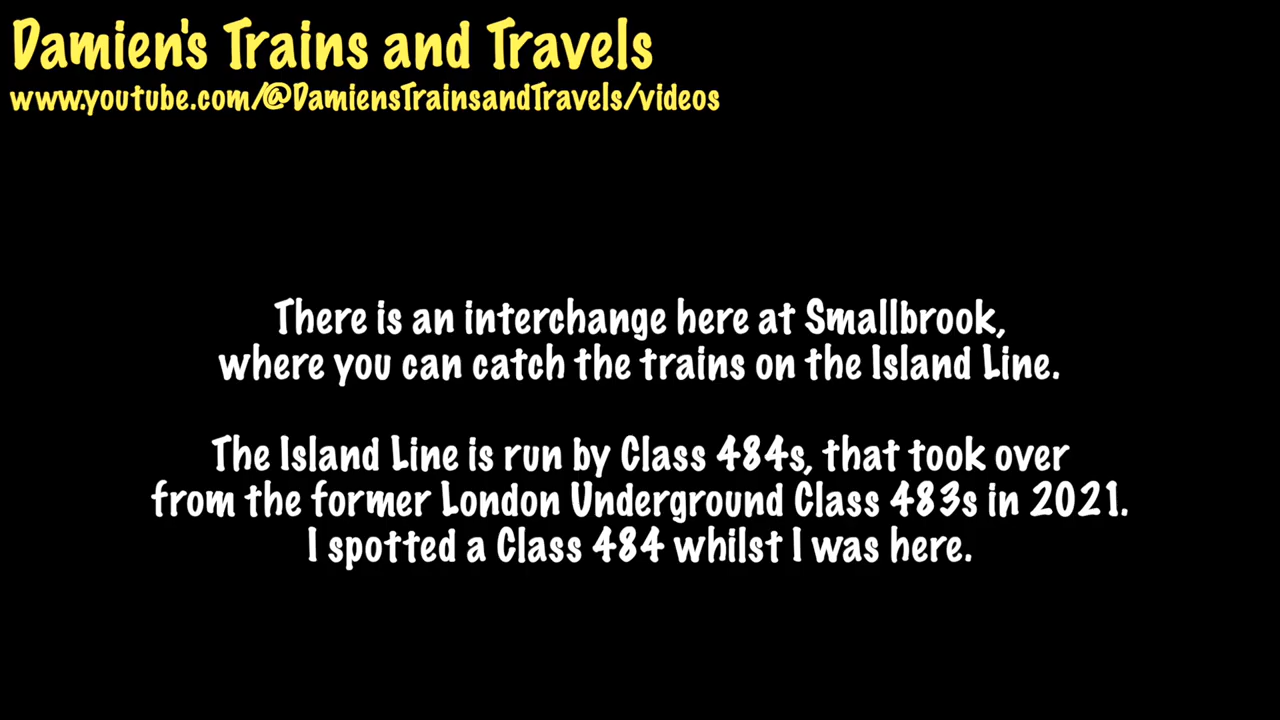 Damien's Trains and Travels
www.youtube.com/@DamiensTrainsandTravels/videos
There is an interchange here at Smallbrook,
where you can catch the trains on the Island Line.
The Island Line is run by Class 484s, that took over
from the former London Underground Class 483s in 2021.
I spotted a Class 484 whilst I was here.